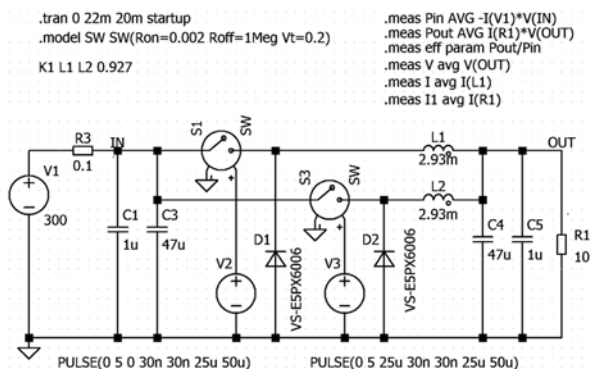 .tran 0 22m 20m startup
.model SW SW(Ron=0.002 Roff=1Meg Vt=0.2)
K1 L1 L2 0.927
.meas Pin AVG -I(V1)*V(IN)
.meas Pout AVG I(R1)*V(OUT)
.meas eff param Pout/Pin
.meas V avg V(OUT)
.meas I avg I(L1)
.meas I1 avg I(R1)
R3
0.1
IN
S1
SW
L1
2.93m
OUT
V1
300
S3
SW
L2
2.93m
C1
1u
C3
47u
V2
D1
VS-E5PX6006
V3
D2
VS-E5PX6006
C4
47u
C5
1u
R1
10
PULSE(0 5 0 30n 30n 25u 50u)
PULSE(0 5 25u 30n 30n 25u 50u)